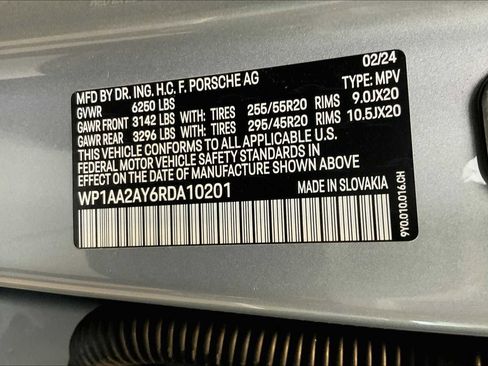 02/24
MFD BY DR. ING. H.C. F. PORSCHE AG
GVWR 6250 LBS TYPE: MPV
GAWR FRONT 3142 LBS WITH: TIRES 255/55R20 RIMS 9.0JX20
GAWR REAR 3296 LBS WITH: TIRES 295/45R20 RIMS 10.5JX20
THIS VEHICLE CONFORMS TO ALL APPLICABLE
FEDERAL MOTOR VEHICLE SAFETY STANDARDS IN
EFFECT ON THE DATE OF MANUFACTURE SHOWN ABOVE
WP1AA2AY6RDA10201 MADE IN SLOVAKIA
9Y0.010.016.CH